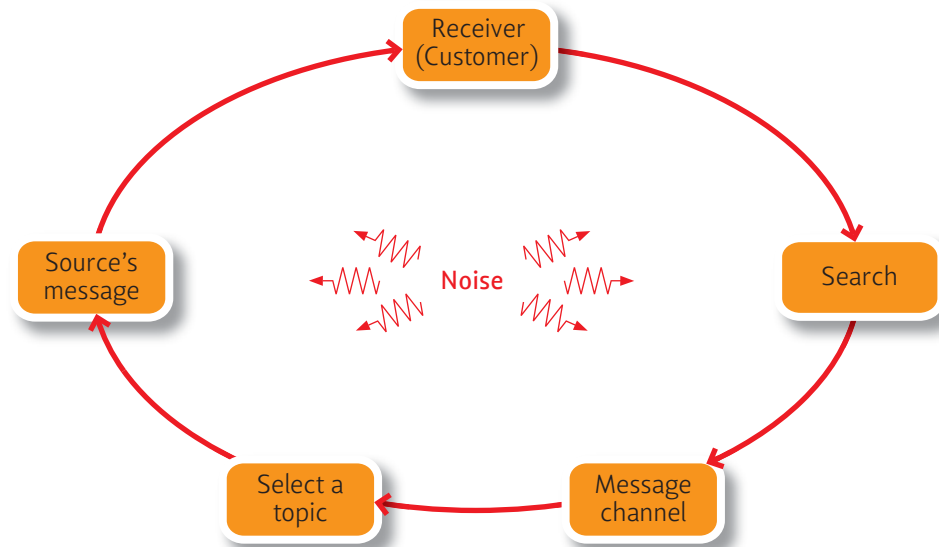 Receiver
(Customer)
Search
Message
channel
Select a
topic
Source's
message
Noise